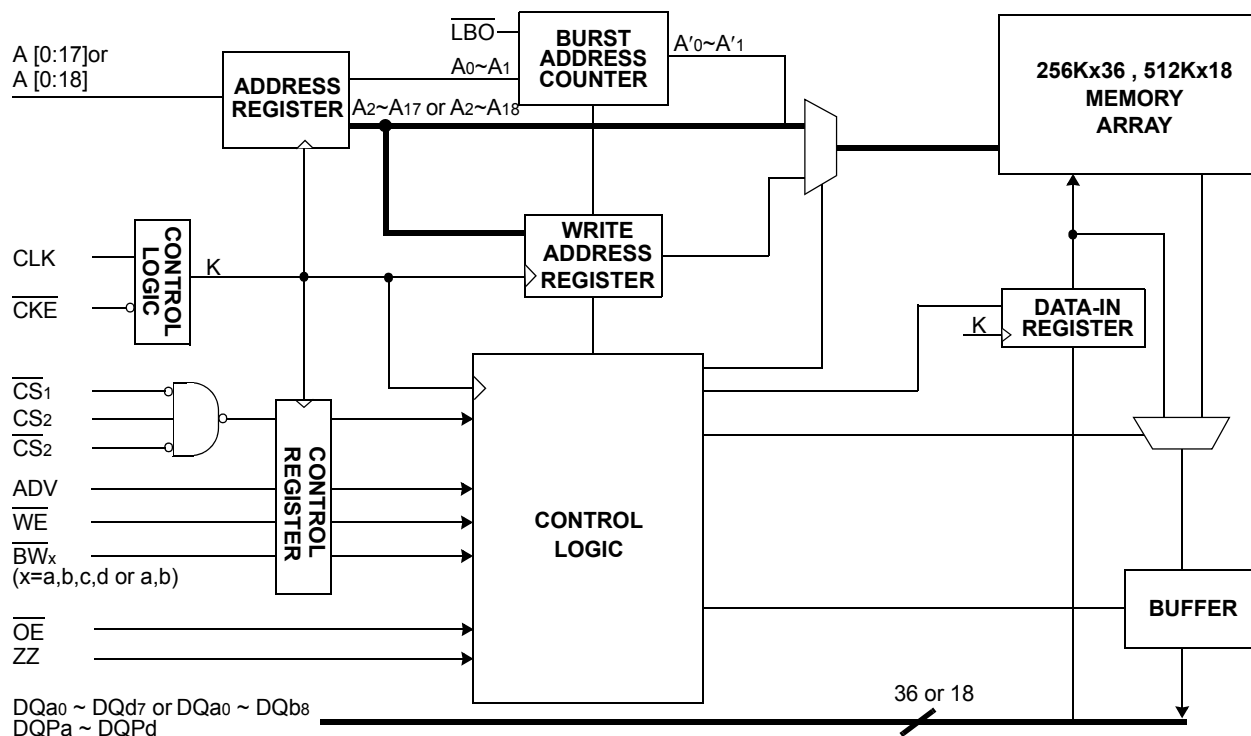 A [0:17]or
A [0:18]
ADDRESS
REGISTER
LBO
A0~A1
BURST
ADDRESS
COUNTER
A′0~A′1
A2~A17 or A2~A18
256Kx36 , 512Kx18
MEMORY
ARRAY
CLK
CKE
CONTROL
LOGIC
K
WRITE
ADDRESS
REGISTER
K
DATA-IN
REGISTER
CS1
CS2
CS2
ADV
WE
BWx
(x=a,b,c,d or a,b)
CONTROL
REGISTER
CONTROL
LOGIC
OE
ZZ
BUFFER
DQa0 ~ DQd7 or DQa0 ~ DQb8
DQPa ~ DQPd
36 or 18